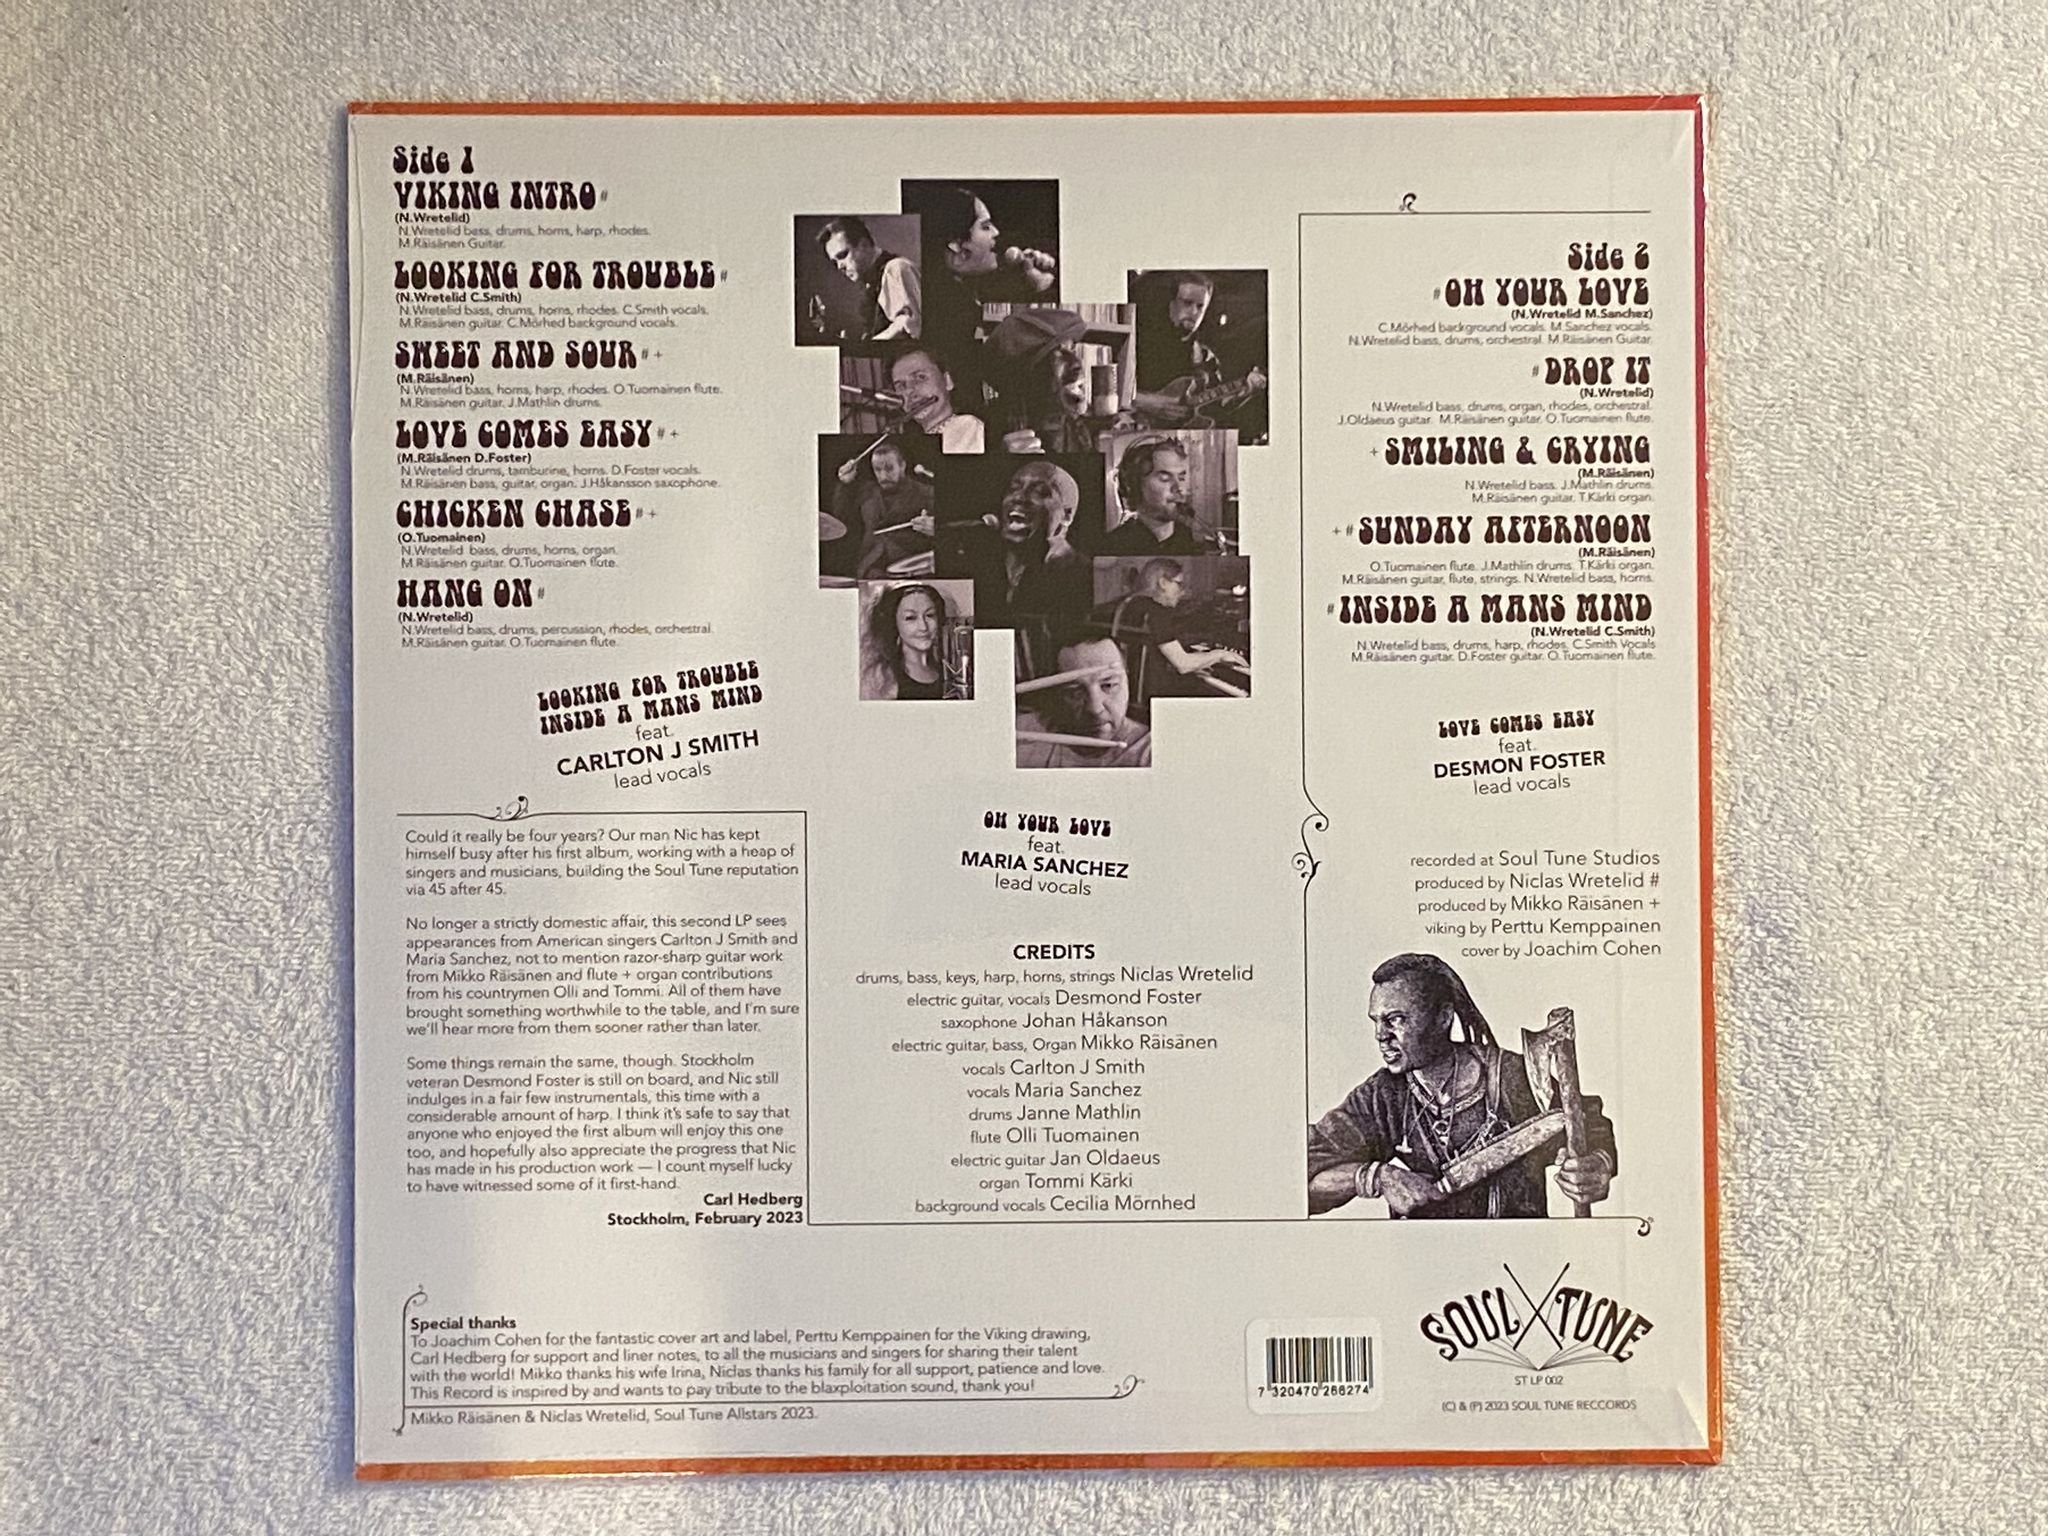 Side 1
VIKING INTRO #
(N.Wretelid)
N.Wretelid bass, drums, horns, harp, rhodes.
M.Räisänen Guitar.
LOOKING FOR TROUBLE #
(N.Wretelid C.Smith)
N.Wretelid bass, drums, horns, rhodes. C.Smith vocals.
M.Räisänen guitar. C.Mörhed background vocals.
SWEET AND SOUR # +
(M.Räisänen)
N.Wretelid bass, horns, harp, rhodes. O.Tuomainen flute.
M.Räisänen guitar. J.Mathlin drums.
LOVE COMES EASY # +
(M.Räisänen D.Foster)
N.Wretelid drums, tamburine, horns. D.Foster vocals.
M.Räisänen bass, guitar, organ. J.Håkansson saxophone.
CHICKEN CHASE # +
(O.Tuomainen)
N.Wretelid bass, drums, horns, organ.
M.Räisänen guitar. O.Tuomainen flute.
HANG ON #
(N.Wretelid)
N.Wretelid bass, drums, percussion, rhodes, orchestral.
M.Räisänen guitar. O.Tuomainen flute.
LOOKING FOR TROUBLE
INSIDE A MANS MIND
feat.
CARLTON J SMITH
lead vocals
Side 2
# OH YOUR LOVE
(N.Wretelid M.Sanchez)
C.Mörhed background vocals. M.Sanchez vocals.
N.Wretelid bass, drums, orchestral. M.Räisänen Guitar.
# DROP IT
(N.Wretelid)
N.Wretelid bass, drums, organ, rhodes, orchestral.
J.Oldaeus guitar. M.Räisänen guitar. O.Tuomainen flute.
+ SMILING & CRYING
(M.Räisänen)
N.Wretelid bass. J.Mathlin drums.
M.Räisänen guitar. T.Kärki organ.
+ # SUNDAY AFTERNOON
(M.Räisänen)
O.Tuomainen flute. J.Mathlin drums. T.Kärki organ.
M.Räisänen guitar, flute, strings. N.Wretelid bass, horns.
# INSIDE A MANS MIND
(N.Wretelid C.Smith)
N.Wretelid bass, drums, harp, rhodes. C.Smith Vocals
M.Räisänen guitar. D.Foster guitar. O.Tuomainen flute.
LOVE COMES EASY
feat.
DESMON FOSTER
lead vocals
OH YOUR LOVE
feat.
MARIA SANCHEZ
lead vocals
Could it really be four years? Our man Nic has kept
himself busy after his first album, working with a heap of
singers and musicians, building the Soul Tune reputation
via 45 after 45.
No longer a strictly domestic affair, this second LP sees
appearances from American singers Carlton J Smith and
Maria Sanchez, not to mention razor-sharp guitar work
from Mikko Räisänen and flute + organ contributions
from his countrymen Olli and Tommi. All of them have
brought something worthwhile to the table, and I'm sure
we'll hear more from them sooner rather than later.
Some things remain the same, though. Stockholm
veteran Desmond Foster is still on board, and Nic still
indulges in a fair few instrumentals, this time with a
considerable amount of harp. I think it's safe to say that
anyone who enjoyed the first album will enjoy this one
too, and hopefully also appreciate the progress that Nic
has made in his production work — I count myself lucky
to have witnessed some of it first-hand.
Carl Hedberg
Stockholm, February 2023
CREDITS
drums, bass, keys, harp, horns, strings Niclas Wretelid
electric guitar, vocals Desmond Foster
saxophone Johan Håkanson
electric guitar, bass, Organ Mikko Räisänen
vocals Carlton J Smith
vocals Maria Sanchez
drums Janne Mathlin
flute Olli Tuomainen
electric guitar Jan Oldaeus
organ Tommi Kärki
background vocals Cecilia Mörnhed
recorded at Soul Tune Studios
produced by Niclas Wretelid #
produced by Mikko Räisänen +
viking by Perttu Kemppainen
cover by Joachim Cohen
Special thanks
To Joachim Cohen for the fantastic cover art and label, Perttu Kemppainen for the Viking drawing,
Carl Hedberg for support and liner notes, to all the musicians and singers for sharing their talent
with the world! Mikko thanks his wife Irina, Niclas thanks his family for all support, patience and love.
This Record is inspired by and wants to pay tribute to the blaxploitation sound, thank you!
Mikko Räisänen & Niclas Wretelid, Soul Tune Allstars 2023.
7 320470 266274
SOUL TUNE
ST LP 002
(C) & (P) 2023 SOUL TUNE RECCORDS